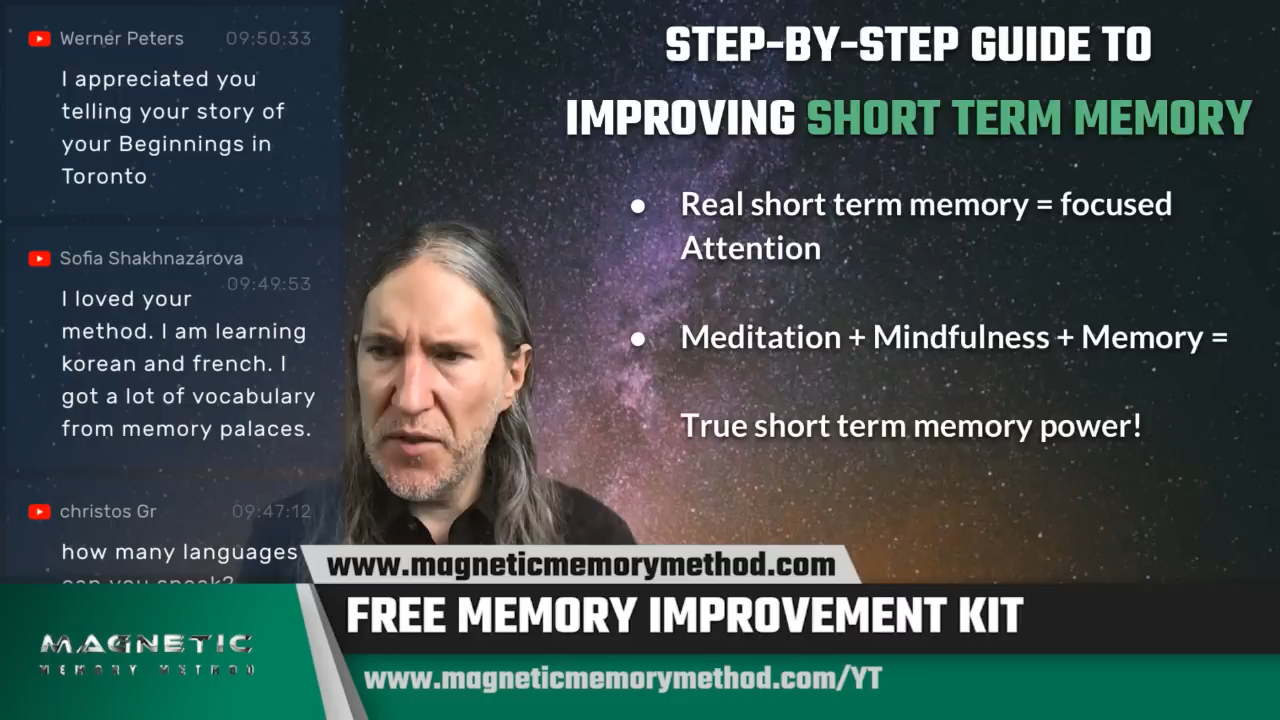 Werner Peters 09:50:33
I appreciated you
telling your story of
your Beginnings in
Toronto
Sofia Shakhnazárova
09:49:53
I loved your
method. I am learning
korean and french. I
got a lot of vocabulary
from memory palaces.
christos Gr 09:47:12
how many languages
can you speak?
STEP-BY-STEP GUIDE TO
IMPROVING SHORT TERM MEMORY
● Real short term memory = focused
Attention
● Meditation + Mindfulness + Memory =
True short term memory power!
www.magneticmemorymethod.com
FREE MEMORY IMPROVEMENT KIT
www.magneticmemorymethod.com/YT
MAGNETIC
MEMORY METHOD